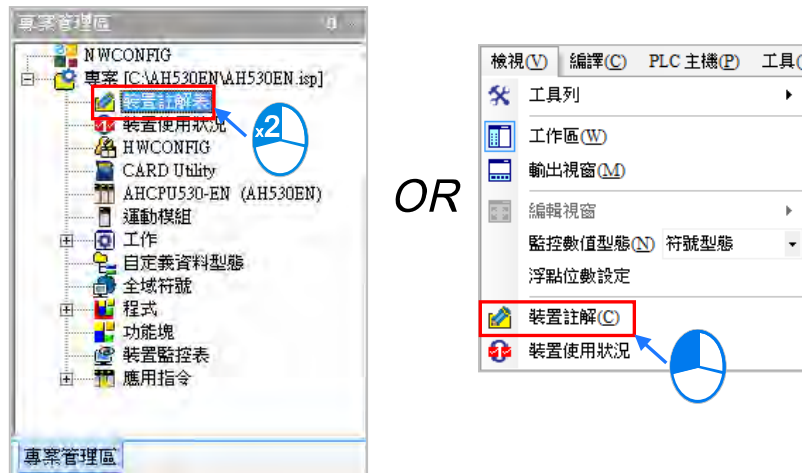 專案管理區
NWCONFIG
專案 [C:\AH530EN\AH530EN.isp]
裝置註解表
裝置使用狀況
x2
HWCONFIG
CARD Utility
AHCPU530-EN (AH530EN)
運動模組
工作
自定義資料型態
全域符號
程式
功能塊
裝置監控表
應用指令
專案管理區
OR
檢視(V) 編譯(C) PLC 主機(P) 工具(
工具列
工作區(W)
輸出視窗(M)
編輯視窗
監控數值型態(N) 符號型態
浮點位數設定
裝置註解(C)
裝置使用狀況